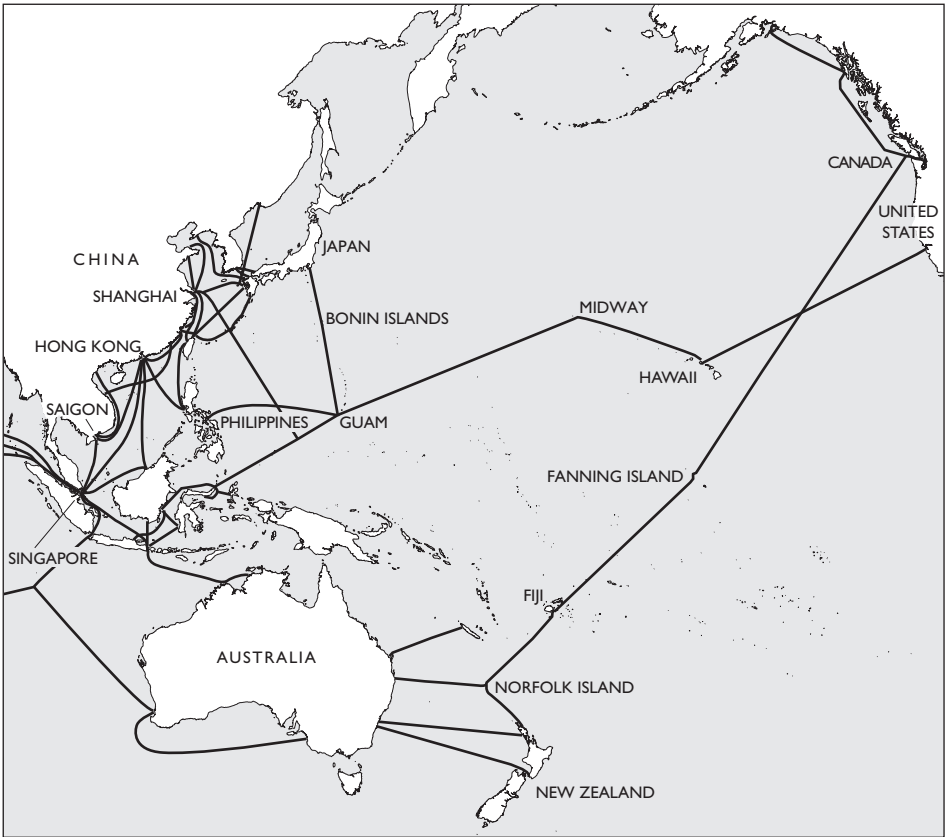 CANADA
UNITED
STATES
JAPAN
CHINA
SHANGHAI
MIDWAY
BONIN ISLANDS
HONG KONG
HAWAII
SAIGON
PHILIPPINES
GUAM
FANNING ISLAND
SINGAPORE
FIJI
AUSTRALIA
NORFOLK ISLAND
NEW ZEALAND